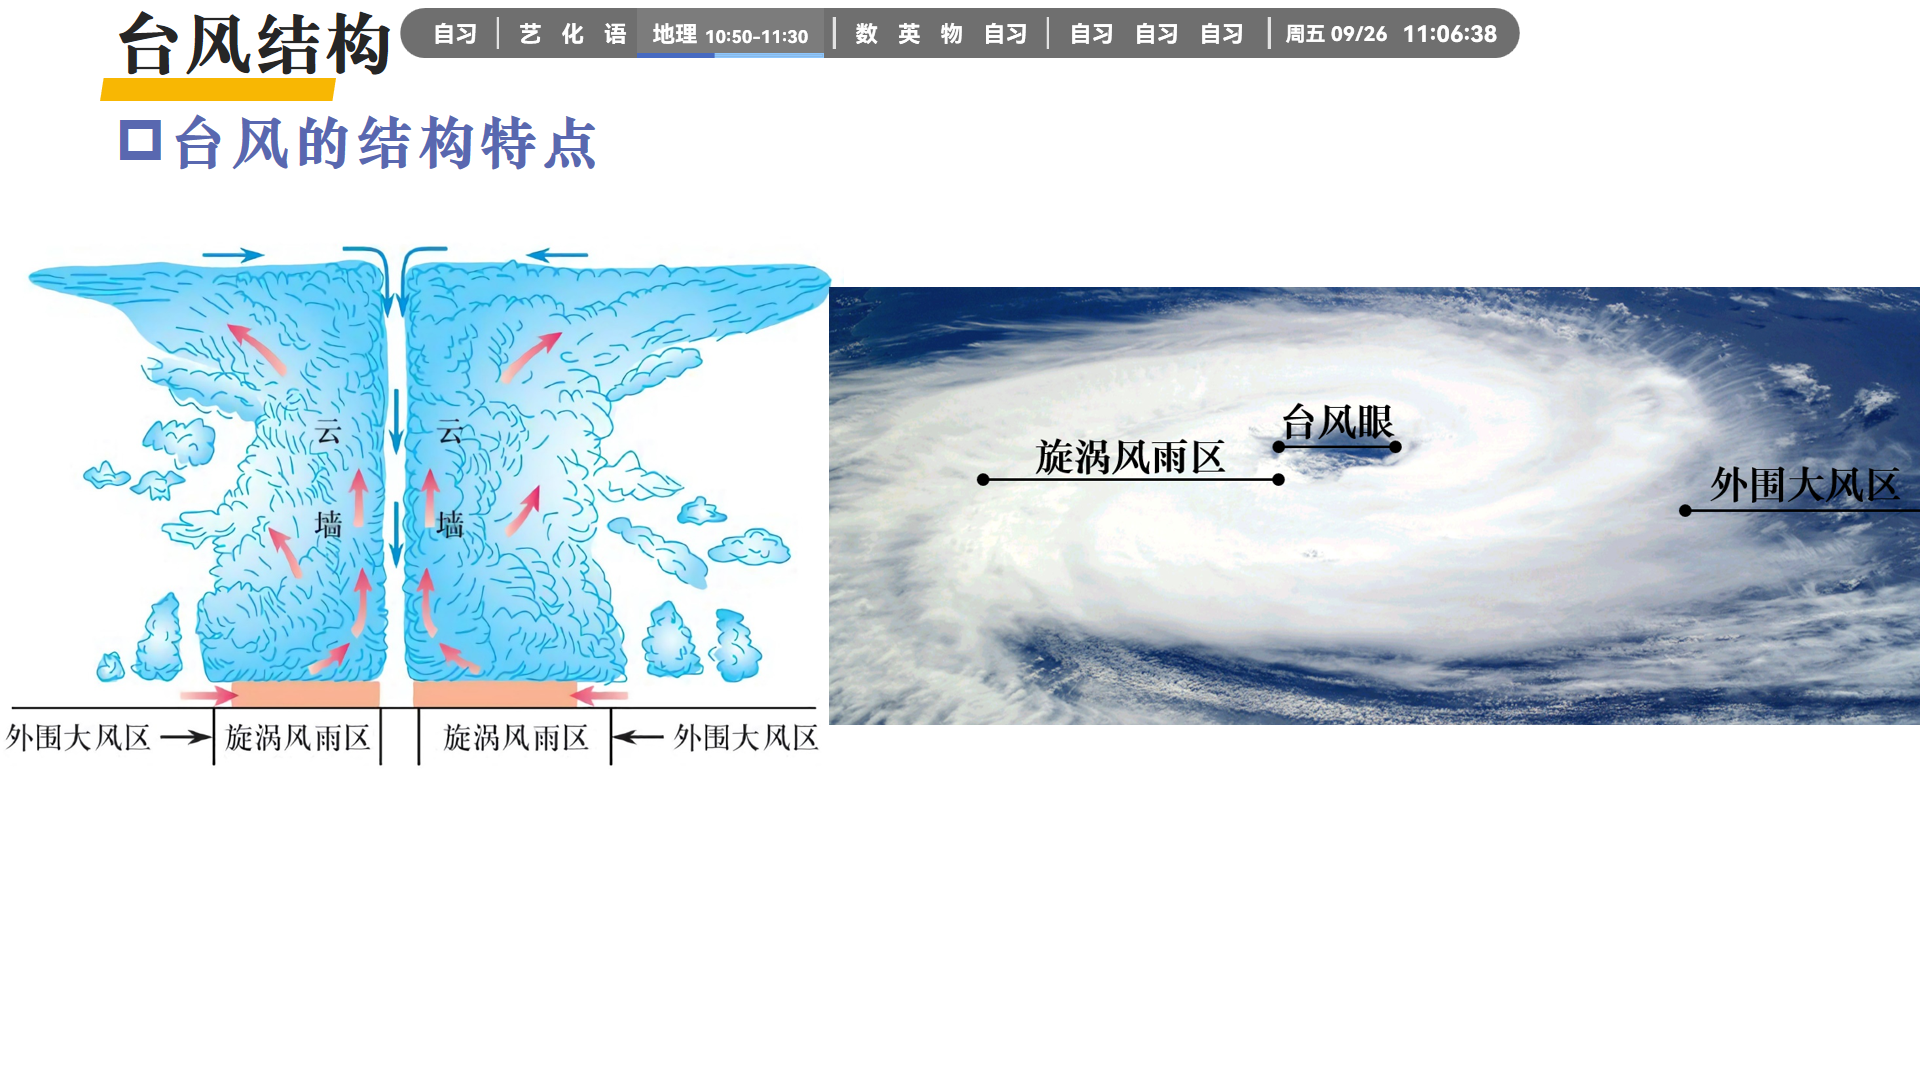 台风结构
自习 艺 化 语 地理 10:50-11:30 数 英 物 自习 自习 自习 自习 周五 09/26 11:06:38
台风的结构特点
云 云
墙 墙
外围大风区 旋涡风雨区 旋涡风雨区 外围大风区
台风眼
旋涡风雨区
外围大风区